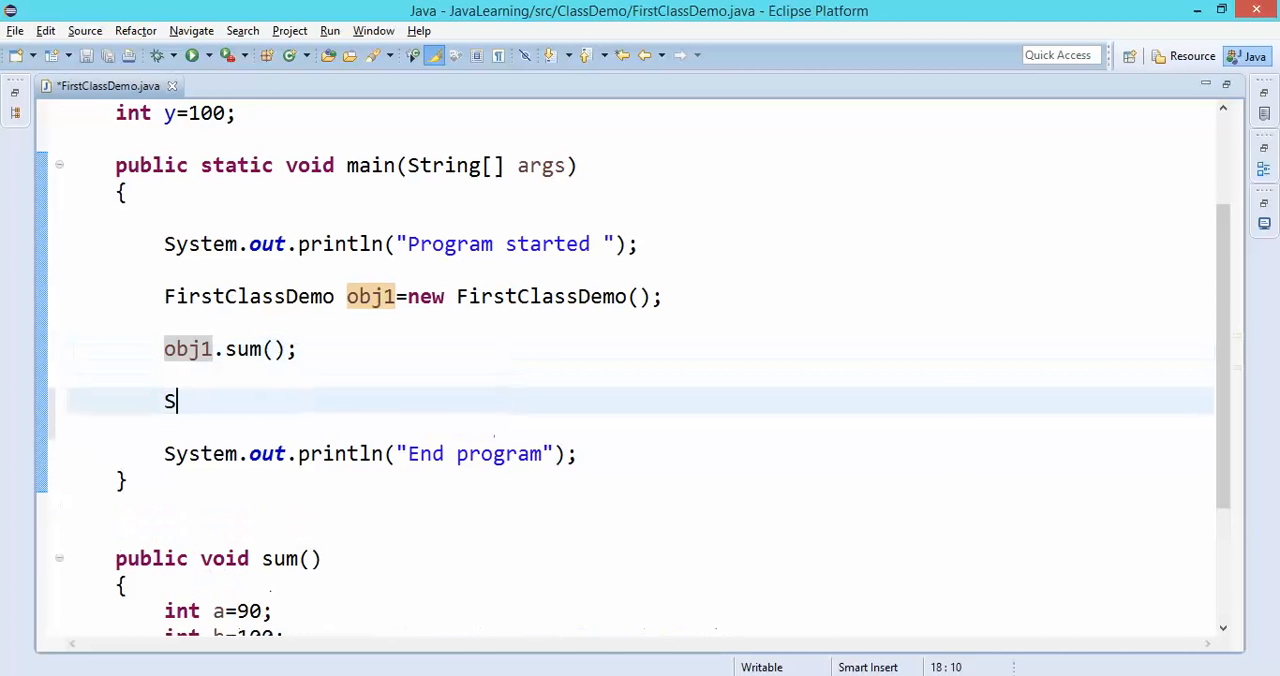 Java - JavaLearning/src/ClassDemo/FirstClassDemo.java - Eclipse Platform
File Edit Source Refactor Navigate Search Project Run Window Help
Quick Access Resource Java
*FirstClassDemo.java
int y=100;
public static void main(String[] args)
{
System.out.println("Program started ");
FirstClassDemo obj1=new FirstClassDemo();
obj1.sum();
S
System.out.println("End program");
}
public void sum()
{
int a=90;
int b=100;
Writable Smart Insert 18:10